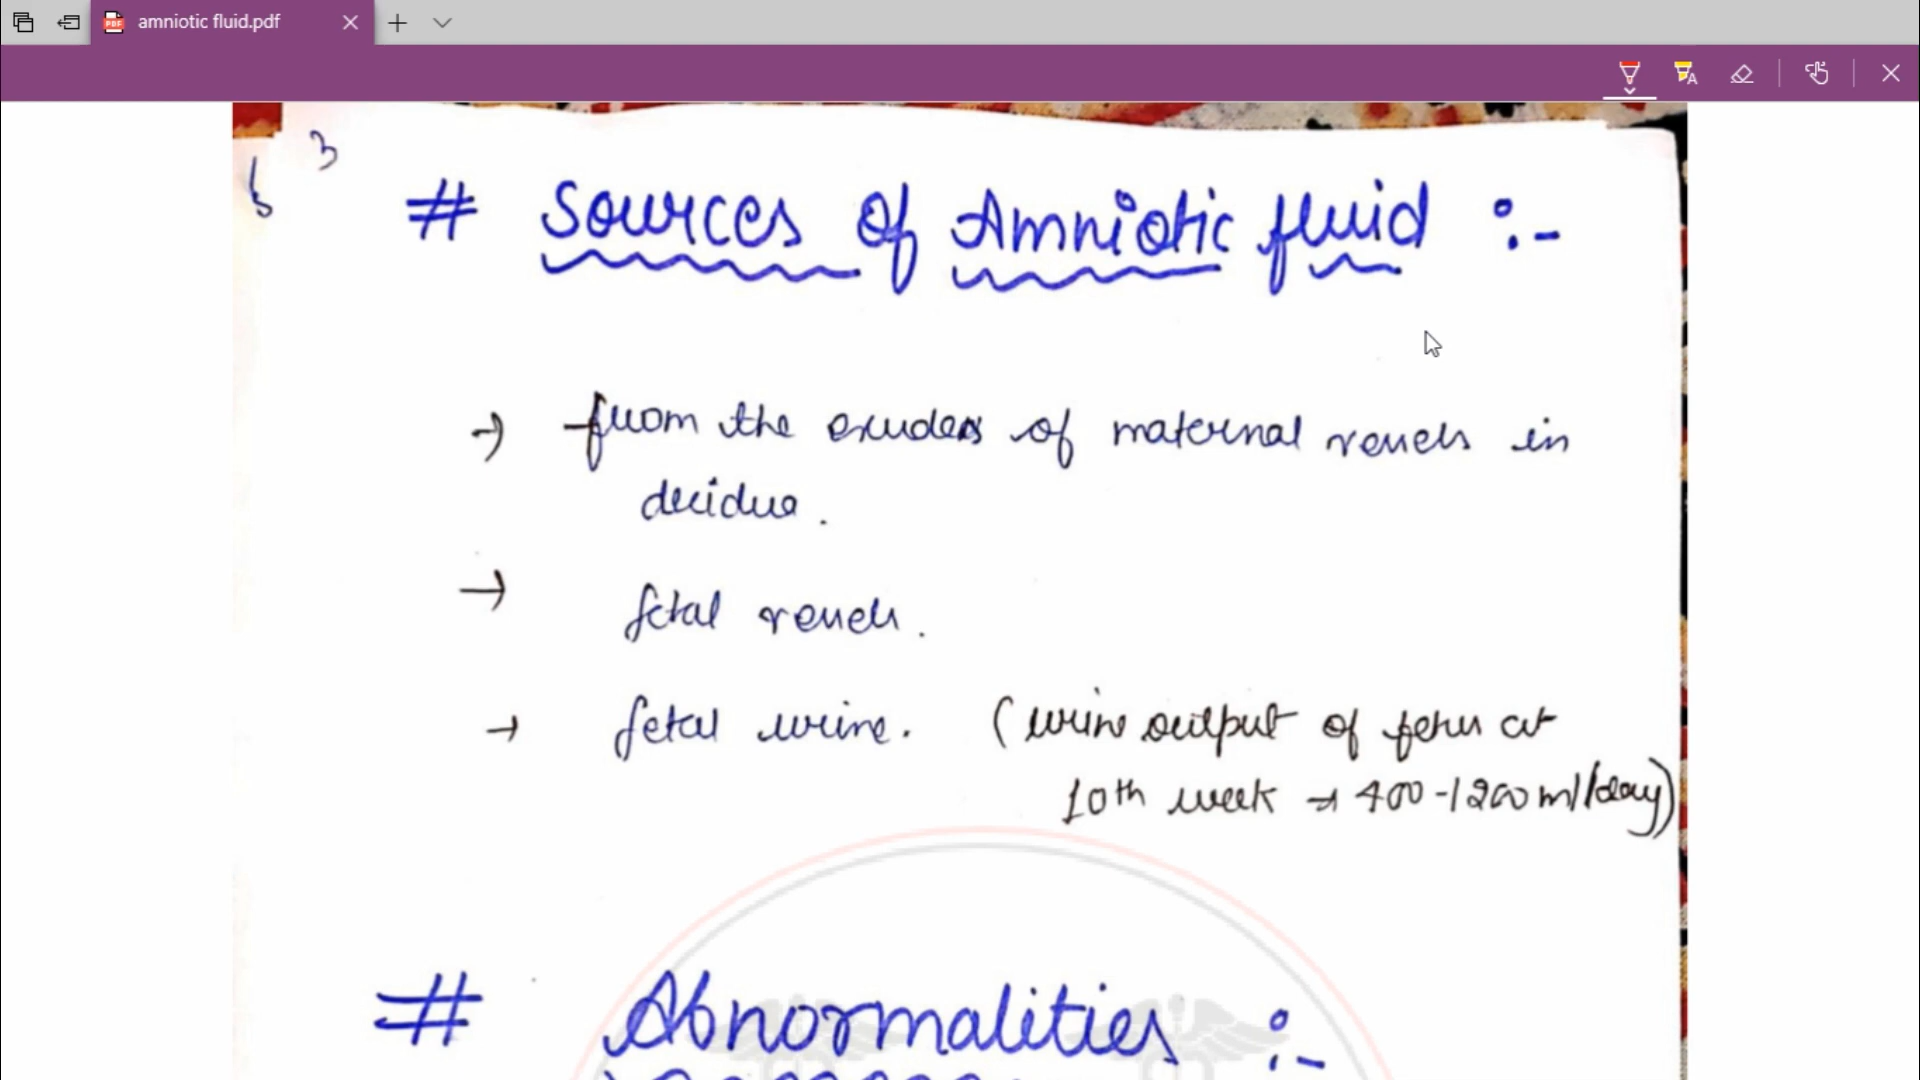 amniotic fluid.pdf
3
# Sources of Amniotic fluid :-
→ from the exudes of maternal vessels in
decidua.
→ fetal vessels.
→ fetal urine. (urine output of fetus at
10th week → 400-1200 ml/day)
# Abnormalities :-